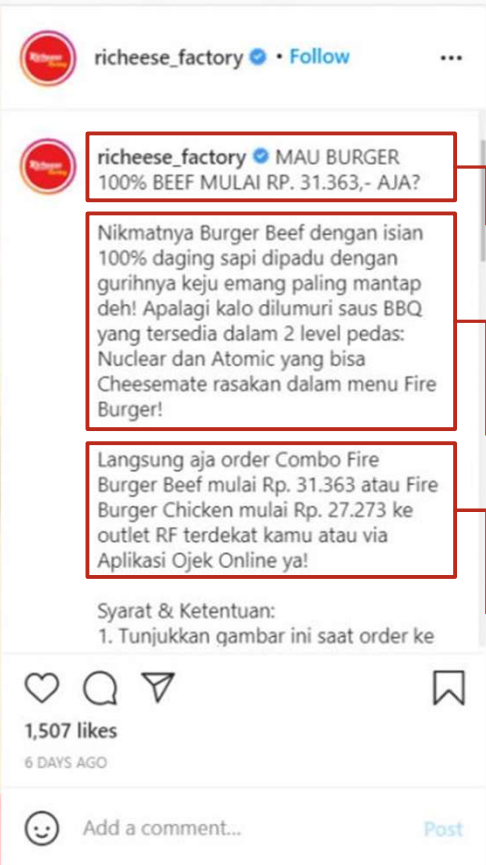 richeese_factory • Follow
richeese_factory MAU BURGER
100% BEEF MULAI RP. 31.363,- AJA?
Nikmatnya Burger Beef dengan isian
100% daging sapi dipadu dengan
gurihnya keju emang paling mantap
deh! Apalagi kalo dilumuri saus BBQ
yang tersedia dalam 2 level pedas:
Nuclear dan Atomic yang bisa
Cheesemate rasakan dalam menu Fire
Burger!
Langsung aja order Combo Fire
Burger Beef mulai Rp. 31.363 atau Fire
Burger Chicken mulai Rp. 27.273 ke
outlet RF terdekat kamu atau via
Aplikasi Ojek Online ya!
Syarat & Ketentuan:
1. Tunjukkan gambar ini saat order ke
1,507 likes
6 DAYS AGO
Add a comment...
Post